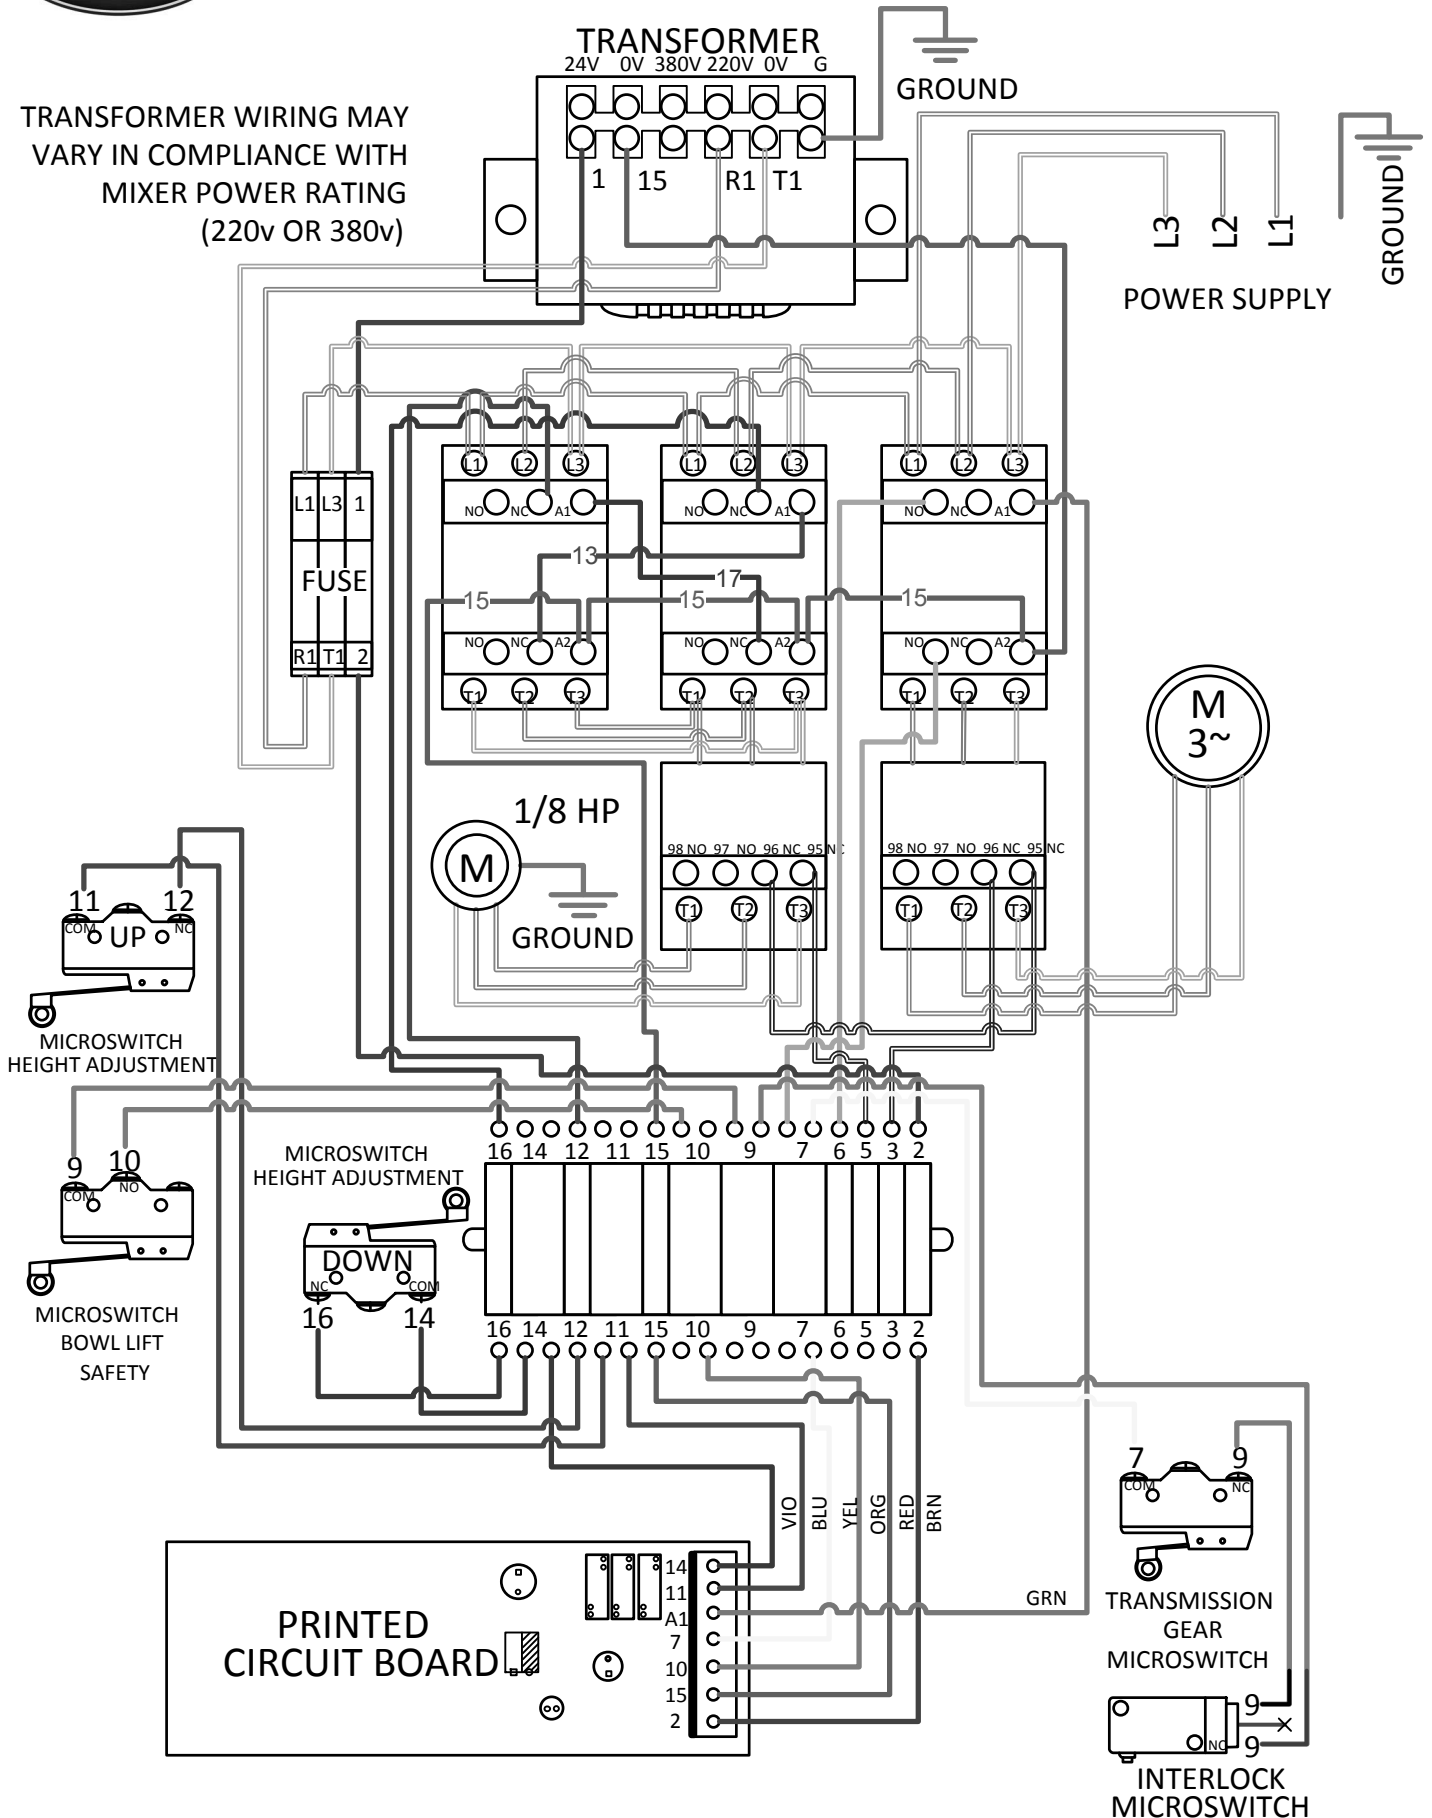 TRANSFORMER
24V 0V 380V 220V 0V G
GROUND
TRANSFORMER WIRING MAY
VARY IN COMPLIANCE WITH
MIXER POWER RATING
(220v OR 380v)
1 15 R1 T1
L3 L2 L1
GROUND
POWER SUPPLY
L1 L2 L3 L1 L2 L3 L1 L2 L3
L1 L3 1
NO NC A1 NO NC A1 NO NC A1
13
17
FUSE
15 15 15
NO NC A2 NO NC A2 NO NC A2
R1 T1 2
T1 T2 T3 T1 T2 T3 T1 T2 T3
M
3~
1/8 HP
M
98 NO 97 NO 96 NC 95 NC
98 NO 97 NO 96 NC 95 NC
11 12
COM UP NC
T1 T2 T3 T1 T2 T3
GROUND
MICROSWITCH
HEIGHT ADJUSTMENT
16 14 12 11 15 10 9 7 6 5 3 2
9 10
COM NO
MICROSWITCH
HEIGHT ADJUSTMENT
DOWN
NC COM
16 14
MICROSWITCH
BOWL LIFT
SAFETY
16 14 12 11 15 10 9 7 6 5 3 2
VIO
BLU
YEL
ORG
RED
BRN
7 9
COM NC
PRINTED
CIRCUIT BOARD
14
11
A1
7
10
15
2
GRN
TRANSMISSION
GEAR
MICROSWITCH
9
NC 9
INTERLOCK
MICROSWITCH